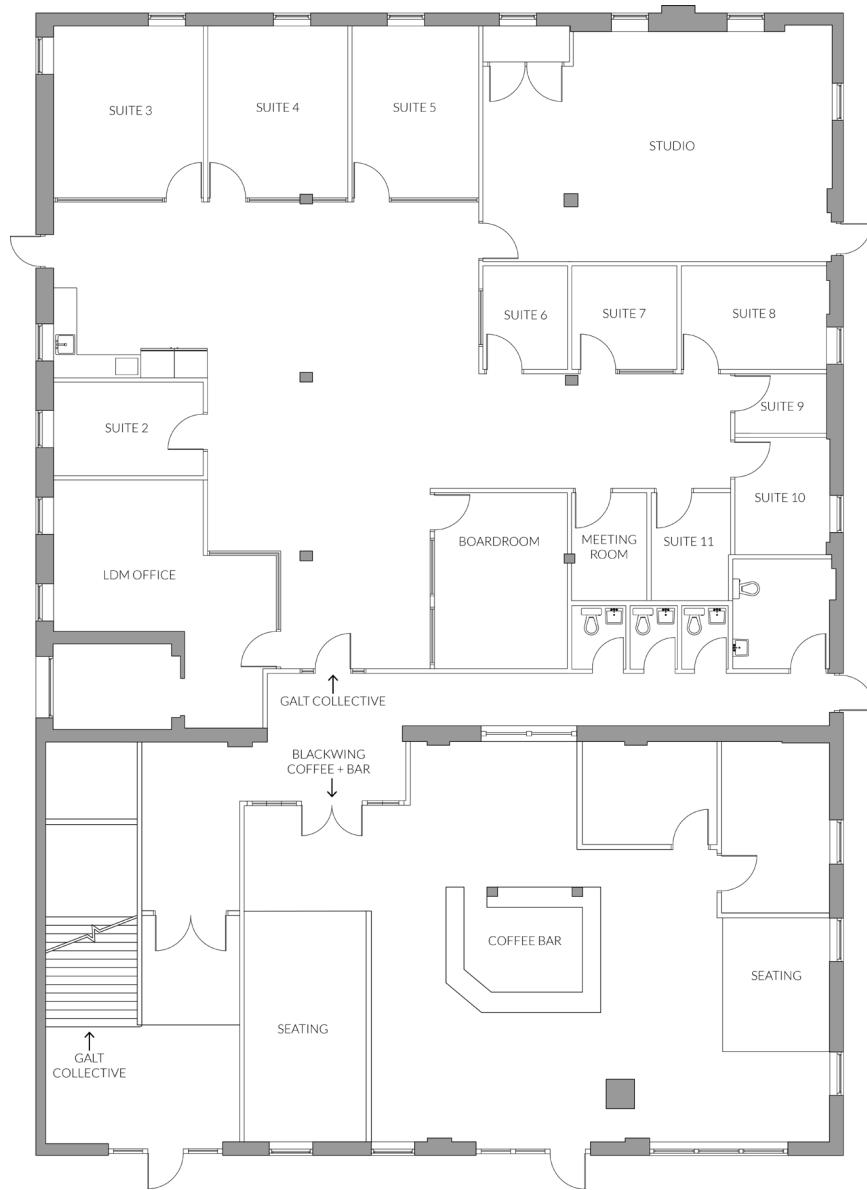 SUITE 3
SUITE 4
SUITE 5
STUDIO
SUITE 6
SUITE 7
SUITE 8
SUITE 9
SUITE 2
SUITE 10
BOARDROOM
MEETING
ROOM
SUITE 11
LDM OFFICE
GALT COLLECTIVE
BLACKWING
COFFEE + BAR
COFFEE BAR
SEATING
SEATING
GALT
COLLECTIVE